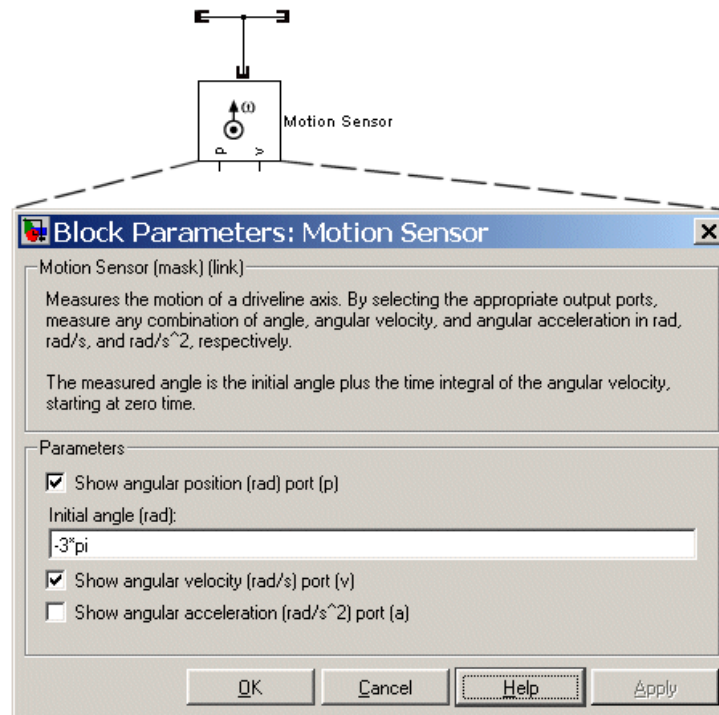 ω
p v
Motion Sensor
Block Parameters: Motion Sensor
Motion Sensor (mask) (link)
Measures the motion of a driveline axis. By selecting the appropriate output ports,
measure any combination of angle, angular velocity, and angular acceleration in rad,
rad/s, and rad/s^2, respectively.
The measured angle is the initial angle plus the time integral of the angular velocity,
starting at zero time.
Parameters
Show angular position (rad) port (p)
Initial angle (rad):
-3*pi
Show angular velocity (rad/s) port (v)
Show angular acceleration (rad/s^2) port (a)
OK Cancel Help Apply